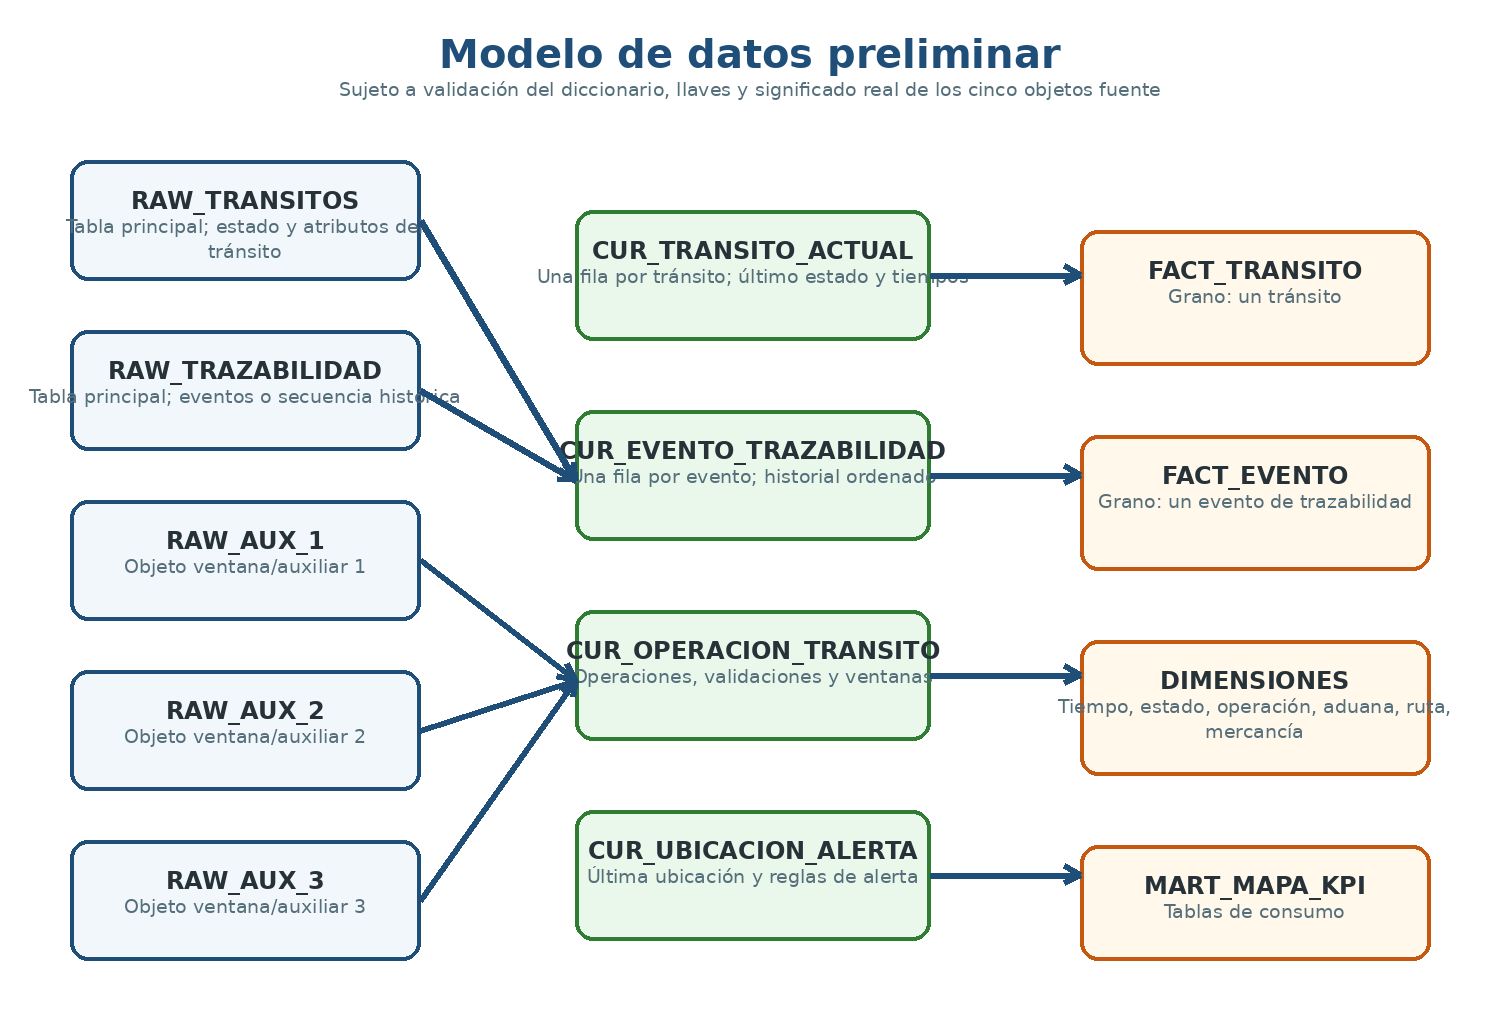 Modelo de datos preliminar
Sujeto a validación del diccionario, llaves y significado real de los cinco objetos fuente
RAW_TRANSITOS
Tabla principal; estado y atributos del
tránsito
RAW_TRAZABILIDAD
Tabla principal; eventos o secuencia histórica
RAW_AUX_1
Objeto ventana/auxiliar 1
RAW_AUX_2
Objeto ventana/auxiliar 2
RAW_AUX_3
Objeto ventana/auxiliar 3
CUR_TRANSITO_ACTUAL
Una fila por tránsito; último estado y tiempos
CUR_EVENTO_TRAZABILIDAD
Una fila por evento; historial ordenado
CUR_OPERACION_TRANSITO
Operaciones, validaciones y ventanas
CUR_UBICACION_ALERTA
Última ubicación y reglas de alerta
FACT_TRANSITO
Grano: un tránsito
FACT_EVENTO
Grano: un evento de trazabilidad
DIMENSIONES
Tiempo, estado, operación, aduana, ruta,
mercancía
MART_MAPA_KPI
Tablas de consumo